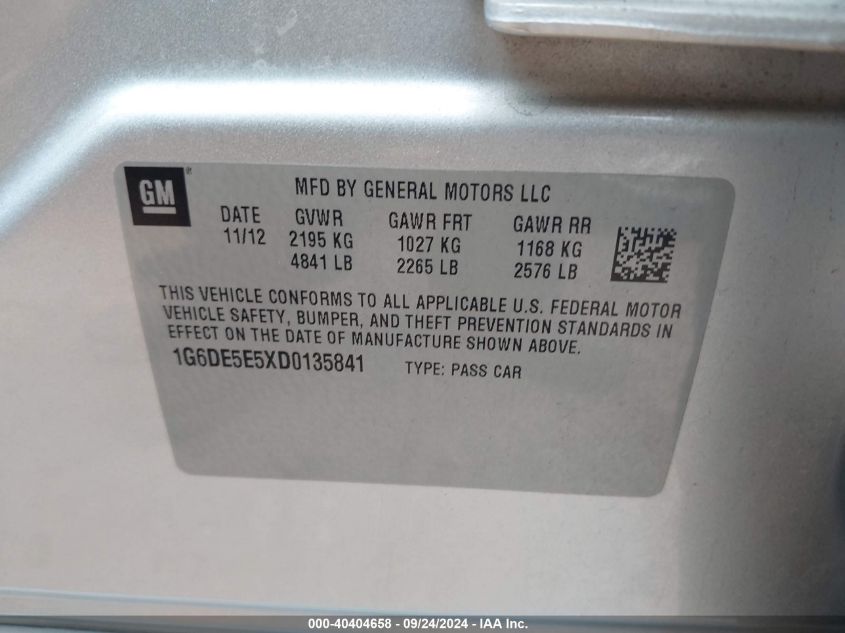 GM®
MFD BY GENERAL MOTORS LLC
DATE GVWR GAWR FRT GAWR RR
11/12 2195 KG 1027 KG 1168 KG
4841 LB 2265 LB 2576 LB
THIS VEHICLE CONFORMS TO ALL APPLICABLE U.S. FEDERAL MOTOR
VEHICLE SAFETY, BUMPER, AND THEFT PREVENTION STANDARDS IN
EFFECT ON THE DATE OF MANUFACTURE SHOWN ABOVE.
1G6DE5E5XD0135841 TYPE: PASS CAR
000-40404658 - 09/24/2024 - IAA Inc.